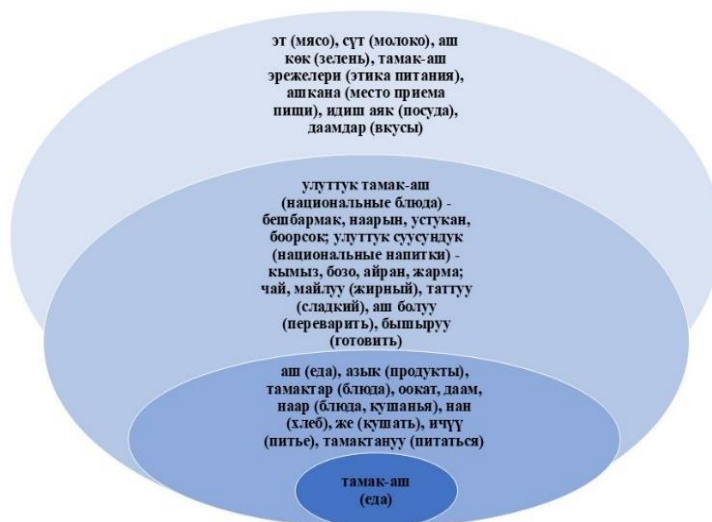 эт (мясо), сүт (молоко), аш
көк (зелень), тамак-аш
эрежелери (этика питания),
ашкана (место приема
пищи), идиш аяк (посуда),
даамдар (вкусы)
улуттук тамак-аш
(национальные блюда) -
бешбармак, наарын, устукан,
боорсок; улуттук суусундук
(национальные напитки) -
кымыз, бозо, айран, жарма;
чай, майлуу (жирный), таттуу
(сладкий), аш болуу
(переварить), бышыруу
(готовить)
аш (еда), азык (продукты),
тамактар (блюда), оокат, даам,
наар (блюда, кушанья), нан
(хлеб), же (кушать), ичүү
(питье), тамактануу (питаться)
тамак-аш
(еда)